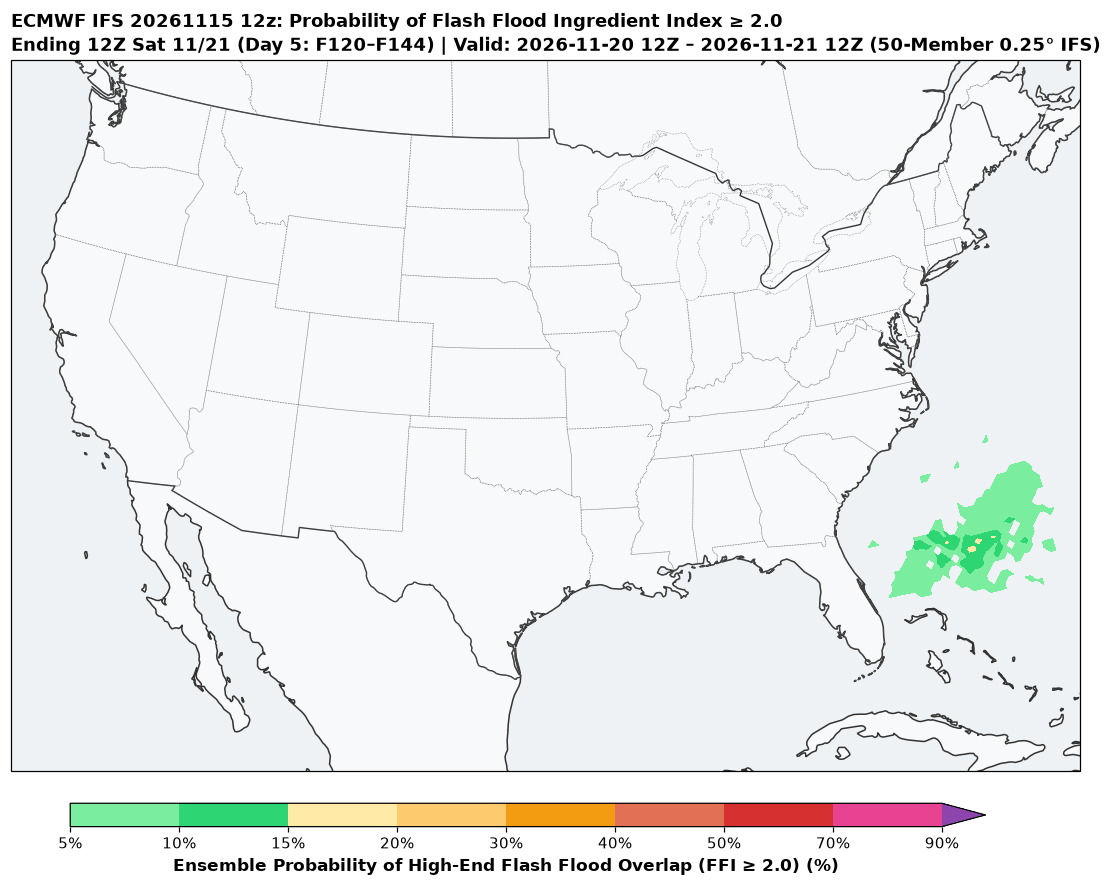 ECMWF IFS 20261115 12z: Probability of Flash Flood Ingredient Index ≥ 2.0
Ending 12Z Sat 11/21 (Day 5: F120–F144) | Valid: 2026-11-20 12Z – 2026-11-21 12Z (50-Member 0.25° IFS)
5% 10% 15% 20% 30% 40% 50% 70% 90%
Ensemble Probability of High-End Flash Flood Overlap (FFI ≥ 2.0) (%)